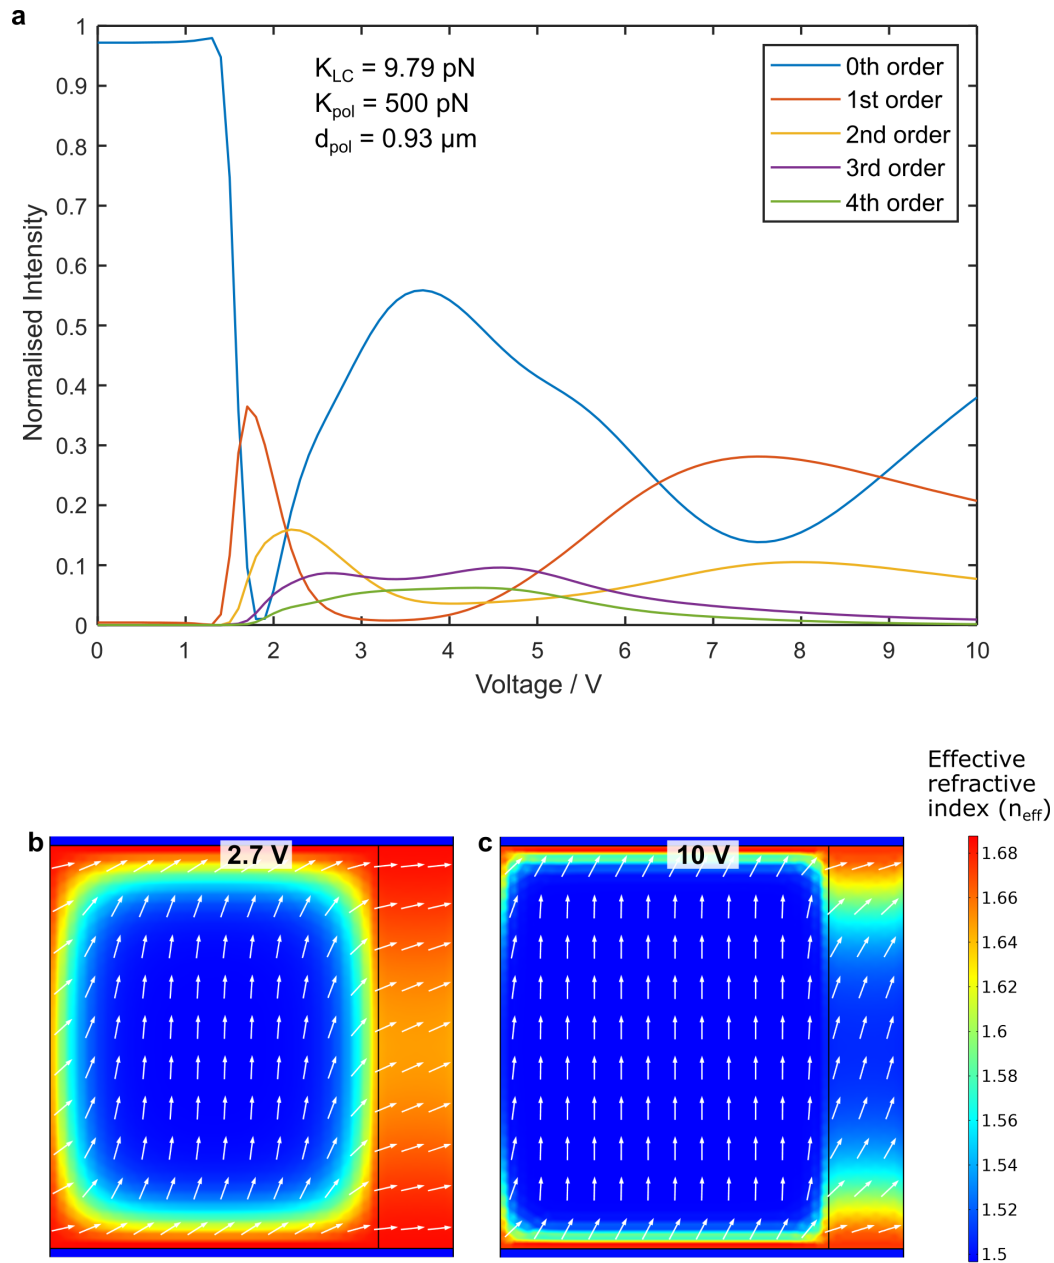 a
1
0.9
0.8
0.7
0.6
0.5
0.4
0.3
0.2
0.1
0
Normalised Intensity
K_LC = 9.79 pN
K_pol = 500 pN
d_pol = 0.93 µm
0th order
1st order
2nd order
3rd order
4th order
0 1 2 3 4 5 6 7 8 9 10
Voltage / V
Effective
refractive
index (n_eff)
b
2.7 V
c
10 V
1.68
1.66
1.64
1.62
1.6
1.58
1.56
1.54
1.52
1.5